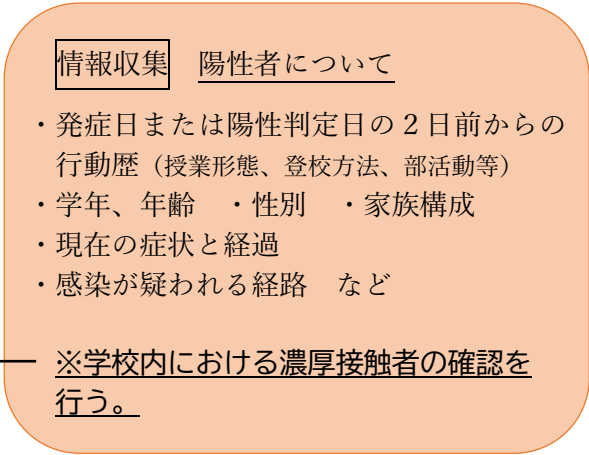 情報収集　陽性者について
・発症日または陽性判定日の２日前からの
行動歴（授業形態、登校方法、部活動等）
・学年、年齢　・性別　・家族構成
・現在の症状と経過
・感染が疑われる経路　など
※学校内における濃厚接触者の確認を
行う。